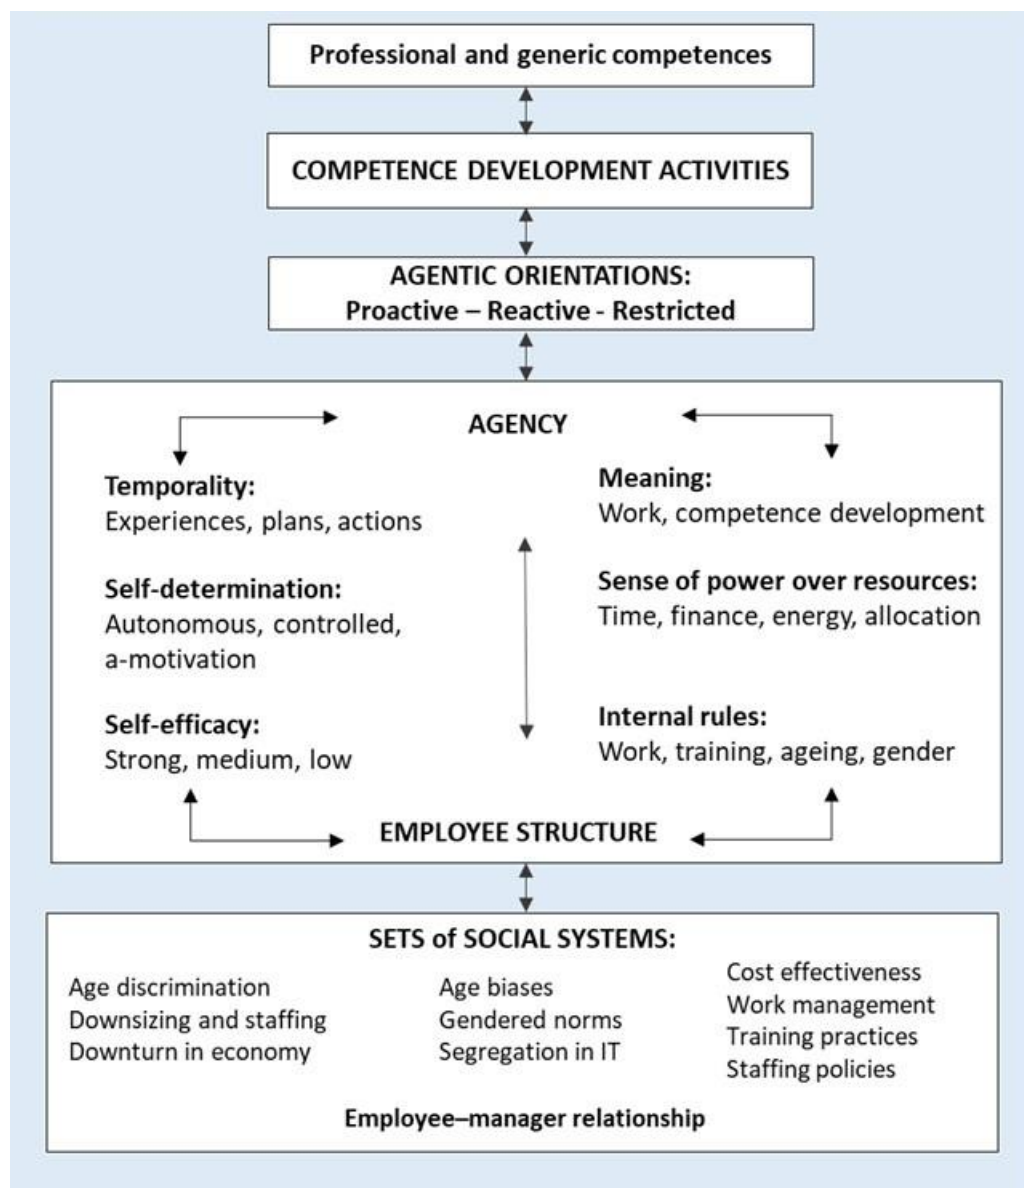 Professional and generic competences
COMPETENCE DEVELOPMENT ACTIVITIES
AGENTIC ORIENTATIONS:
Proactive – Reactive - Restricted
AGENCY
Temporality:
Experiences, plans, actions
Self-determination:
Autonomous, controlled,
a-motivation
Self-efficacy:
Strong, medium, low
Meaning:
Work, competence development
Sense of power over resources:
Time, finance, energy, allocation
Internal rules:
Work, training, ageing, gender
EMPLOYEE STRUCTURE
SETS of SOCIAL SYSTEMS:
Age discrimination
Downsizing and staffing
Downturn in economy
Age biases
Gendered norms
Segregation in IT
Cost effectiveness
Work management
Training practices
Staffing policies
Employee–manager relationship